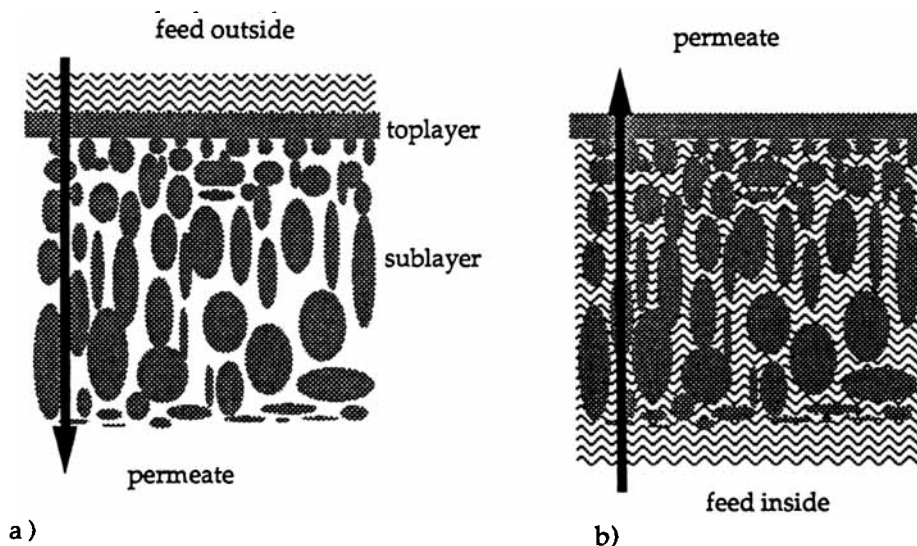 feed outside
permeate
toplayer
sublayer
permeate
feed inside
a)
b)